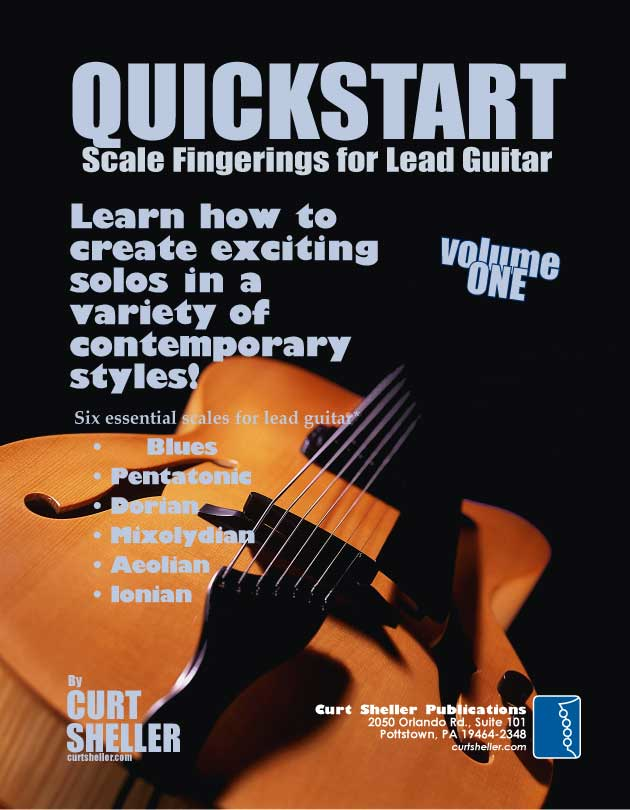 QUICKSTART
Scale Fingerings for Lead Guitar
Learn how to
create exciting
solos in a
variety of
contemporary
styles!
volume
ONE
Six essential scales for lead guitar*
• Blues
• Pentatonic
• Dorian
• Mixolydian
• Aeolian
• Ionian
By
CURT
SHELLER
curtsheller.com
Curt Sheller Publications
2050 Orlando Rd., Suite 101
Pottstown, PA 19464-2348
curtsheller.com